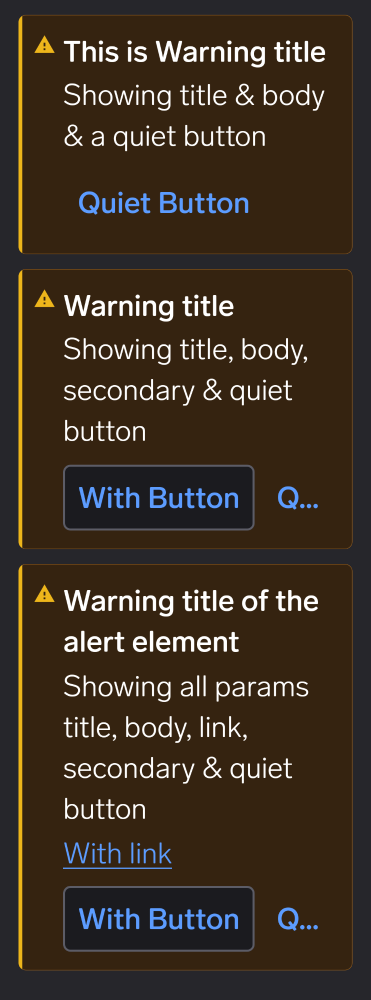 This is Warning title
Showing title & body
& a quiet button
Quiet Button
Warning title
Showing title, body,
secondary & quiet
button
With Button Q...
Warning title of the
alert element
Showing all params
title, body, link,
secondary & quiet
button
With link
With Button Q...